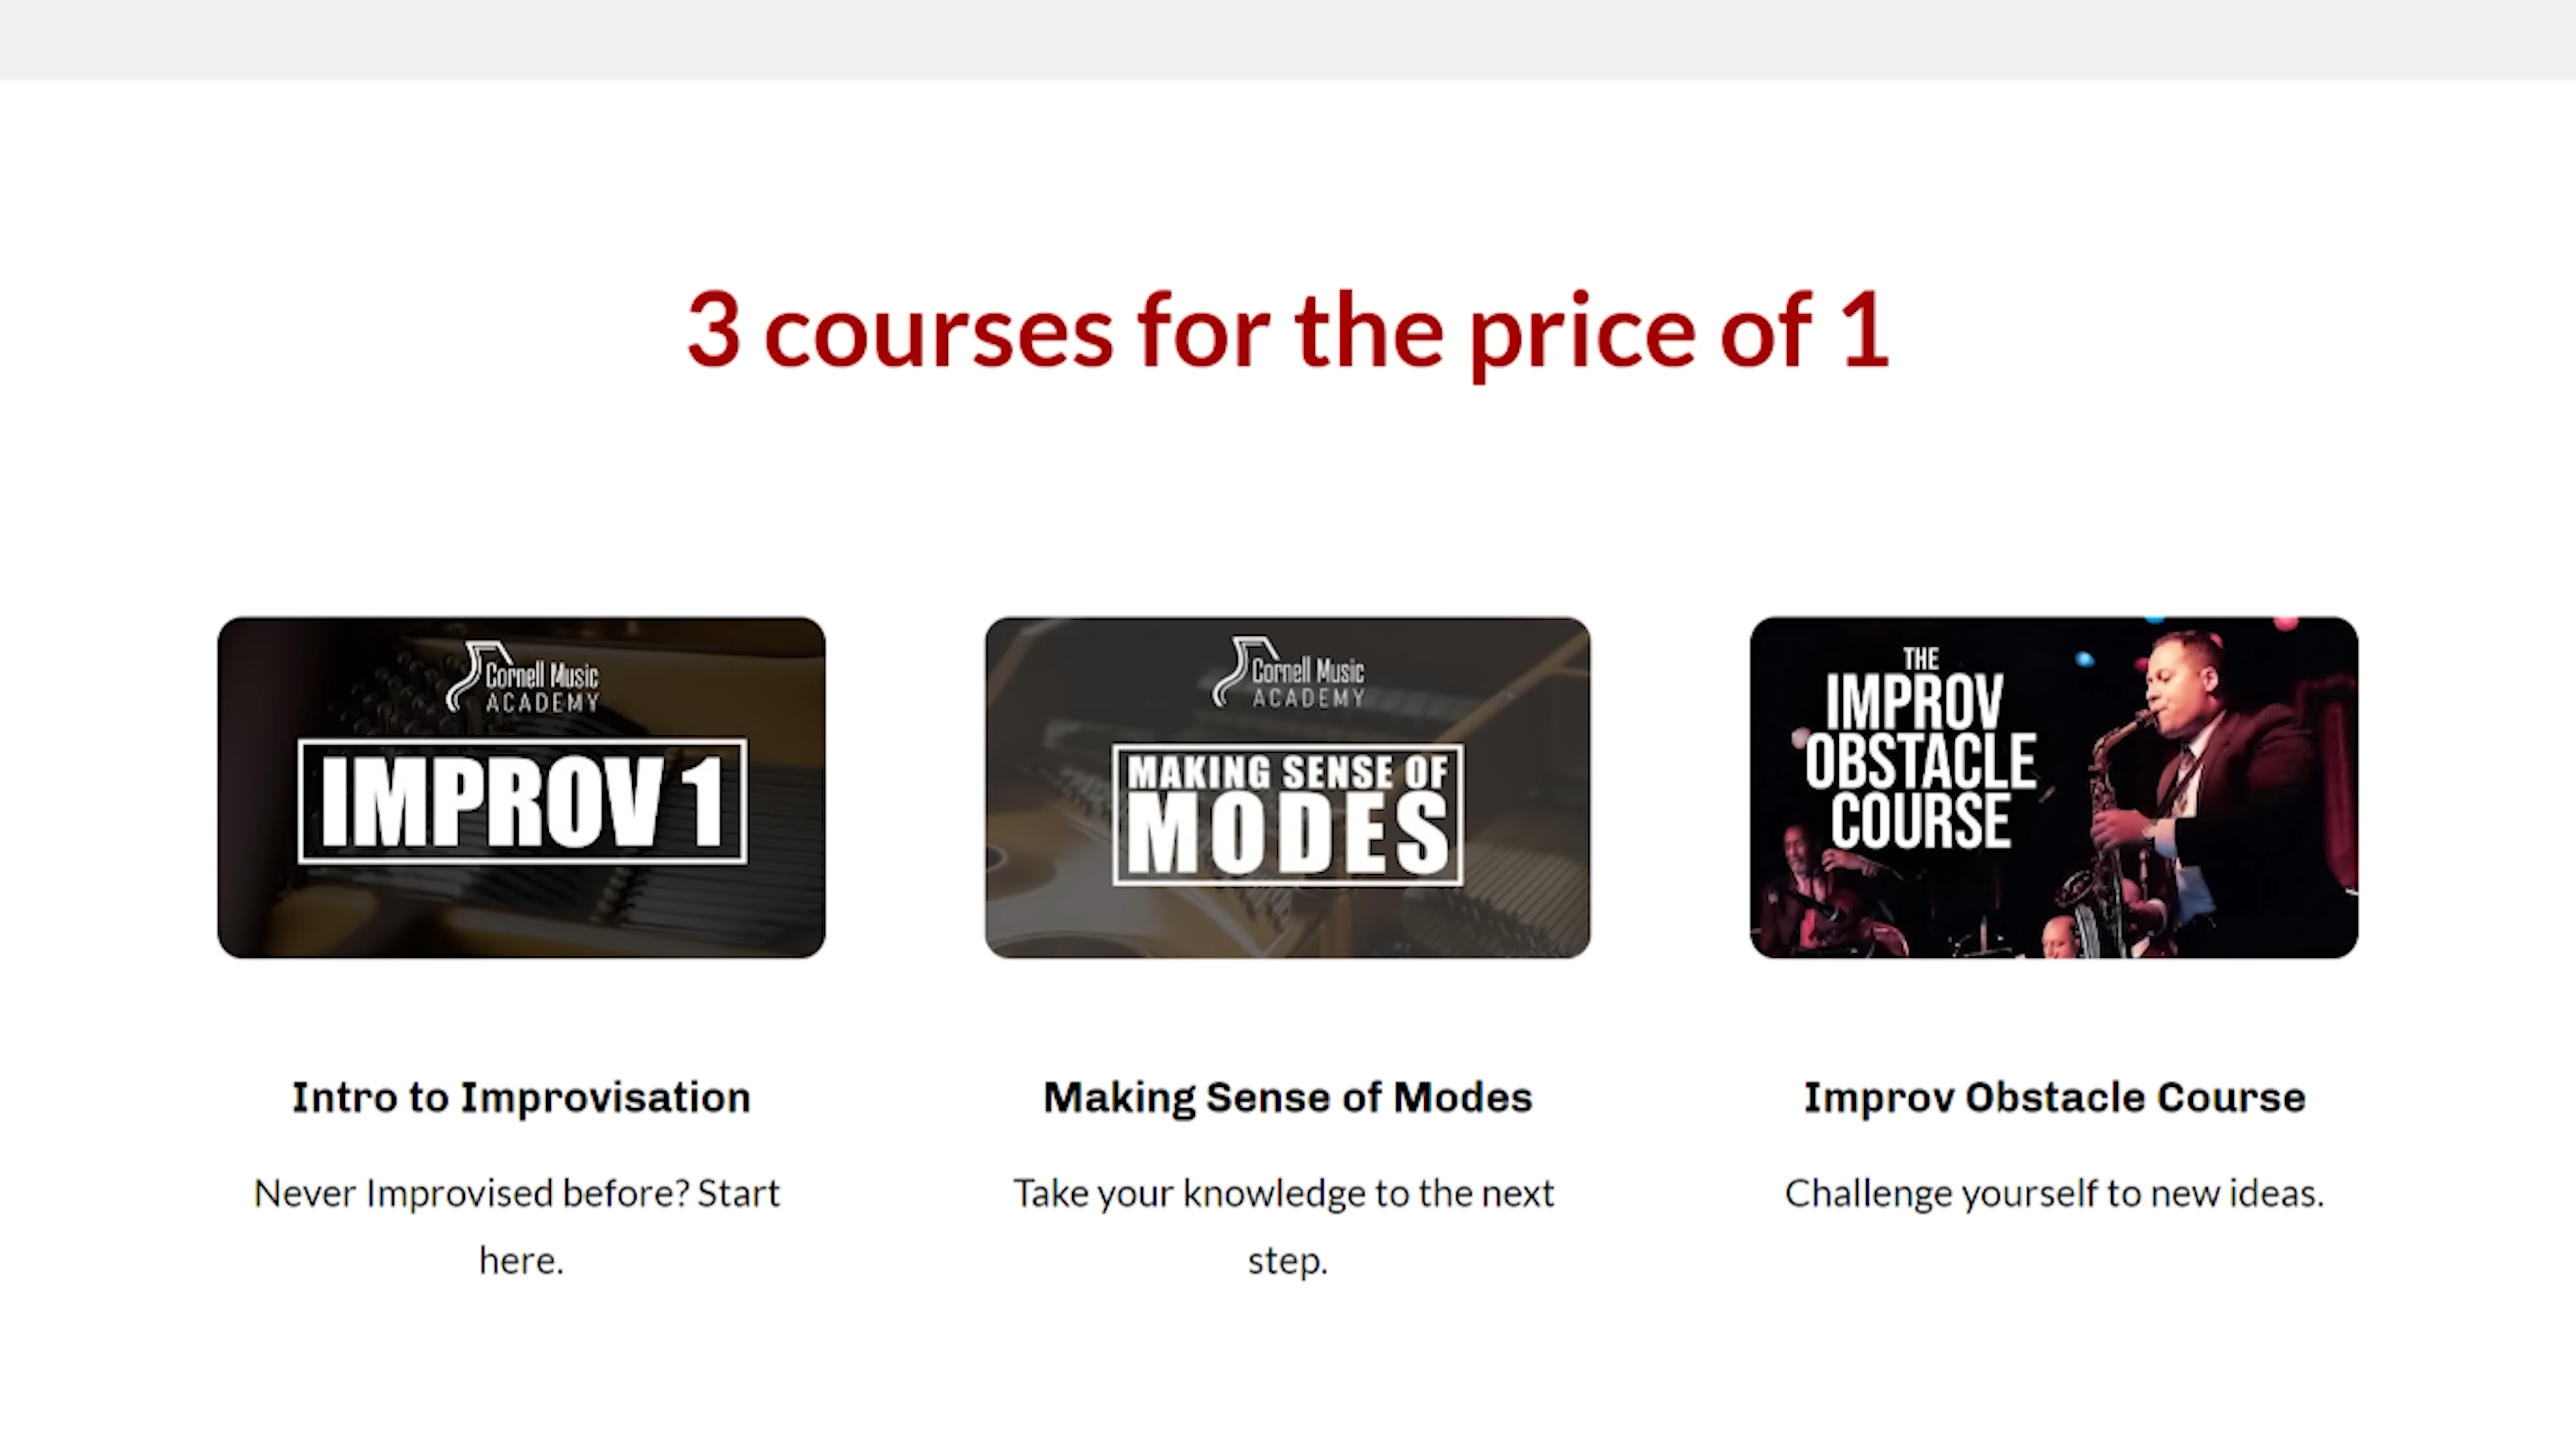 3 courses for the price of 1
Cornell Music
ACADEMY
IMPROV 1
Cornell Music
ACADEMY
MAKING SENSE OF
MODES
THE
IMPROV
OBSTACLE
COURSE
Intro to Improvisation
Never Improvised before? Start
here.
Making Sense of Modes
Take your knowledge to the next
step.
Improv Obstacle Course
Challenge yourself to new ideas.